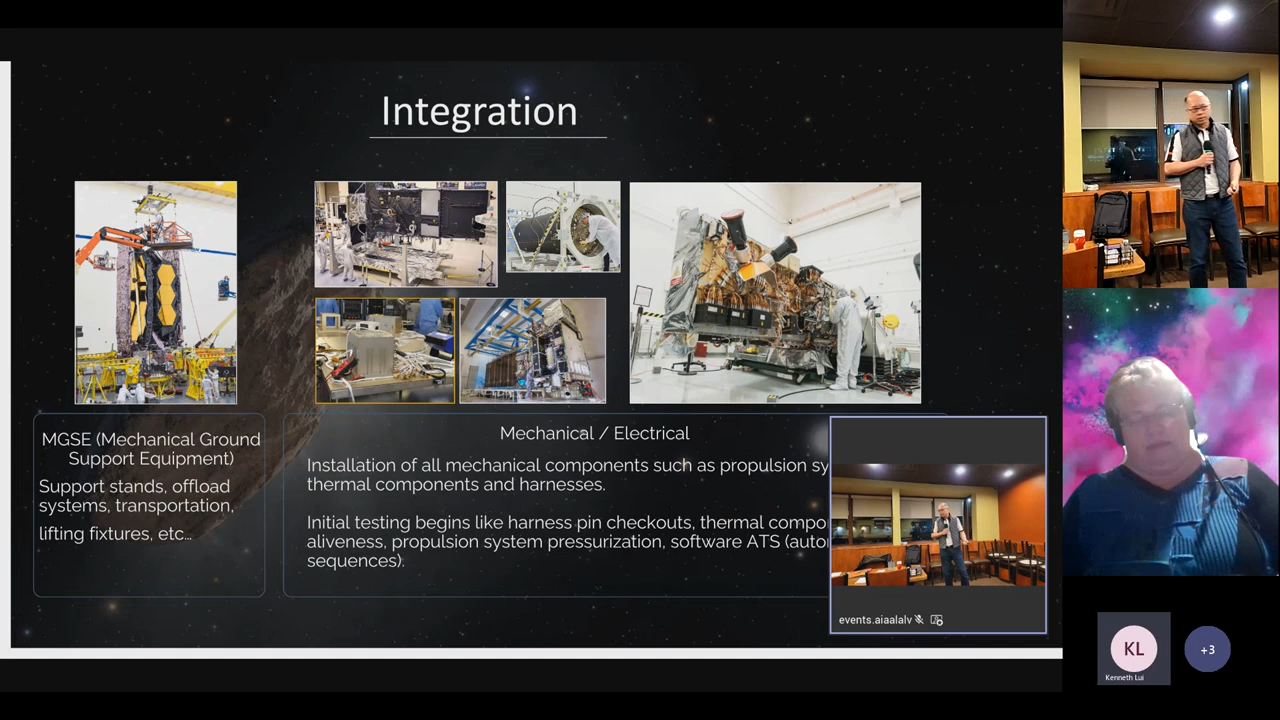 Integration
MGSE (Mechanical Ground
Support Equipment)
Support stands, offload
systems, transportation,
lifting fixtures, etc...
Mechanical / Electrical
Installation of all mechanical components such as propulsion sy
thermal components and harnesses.
Initial testing begins like harness pin checkouts, thermal compo
aliveness, propulsion system pressurization, software ATS (auto
sequences).
events.aiaalalv
KL
Kenneth Lui
+3